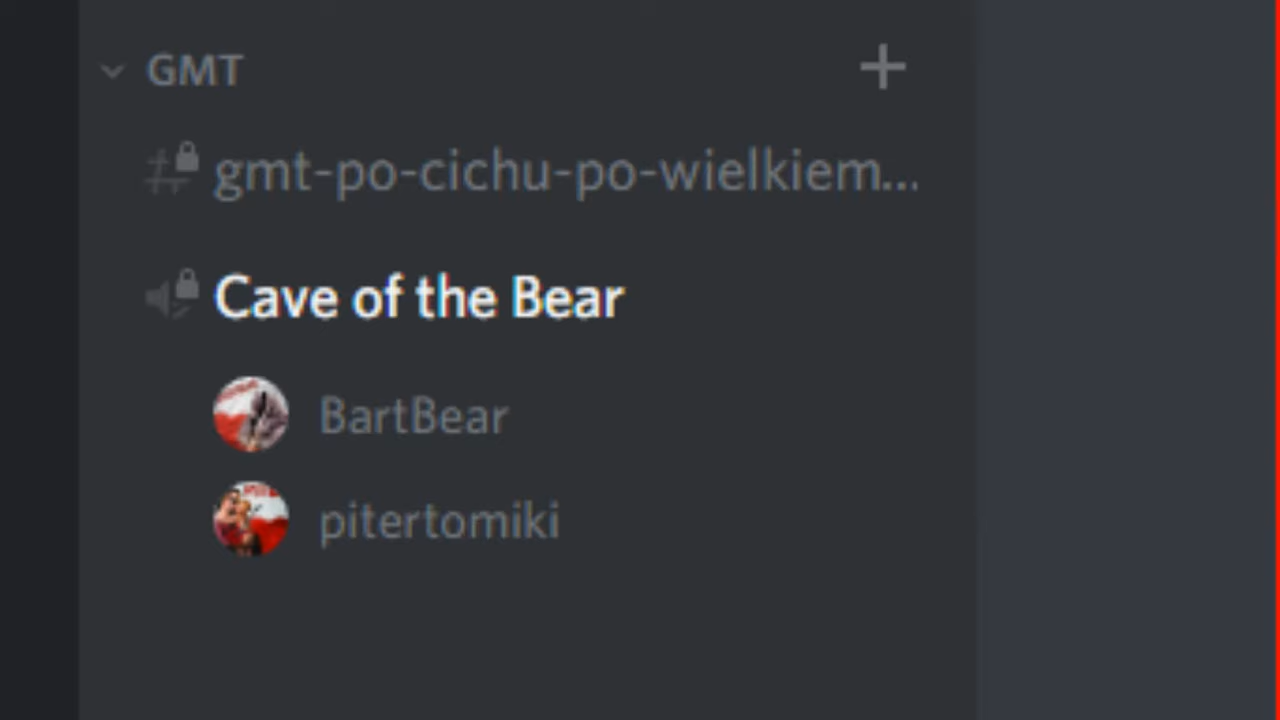 GMT
gmt-po-cichu-po-wielkiem...
Cave of the Bear
BartBear
pitertomiki